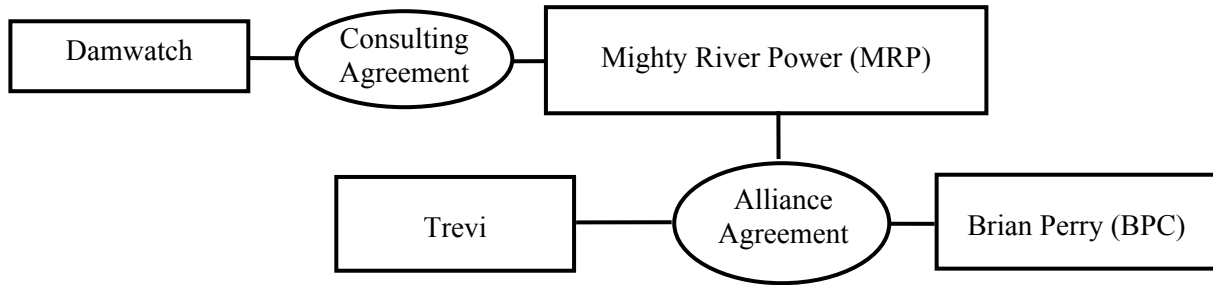 Damwatch
Consulting
Agreement
Mighty River Power (MRP)
Trevi
Alliance
Agreement
Brian Perry (BPC)